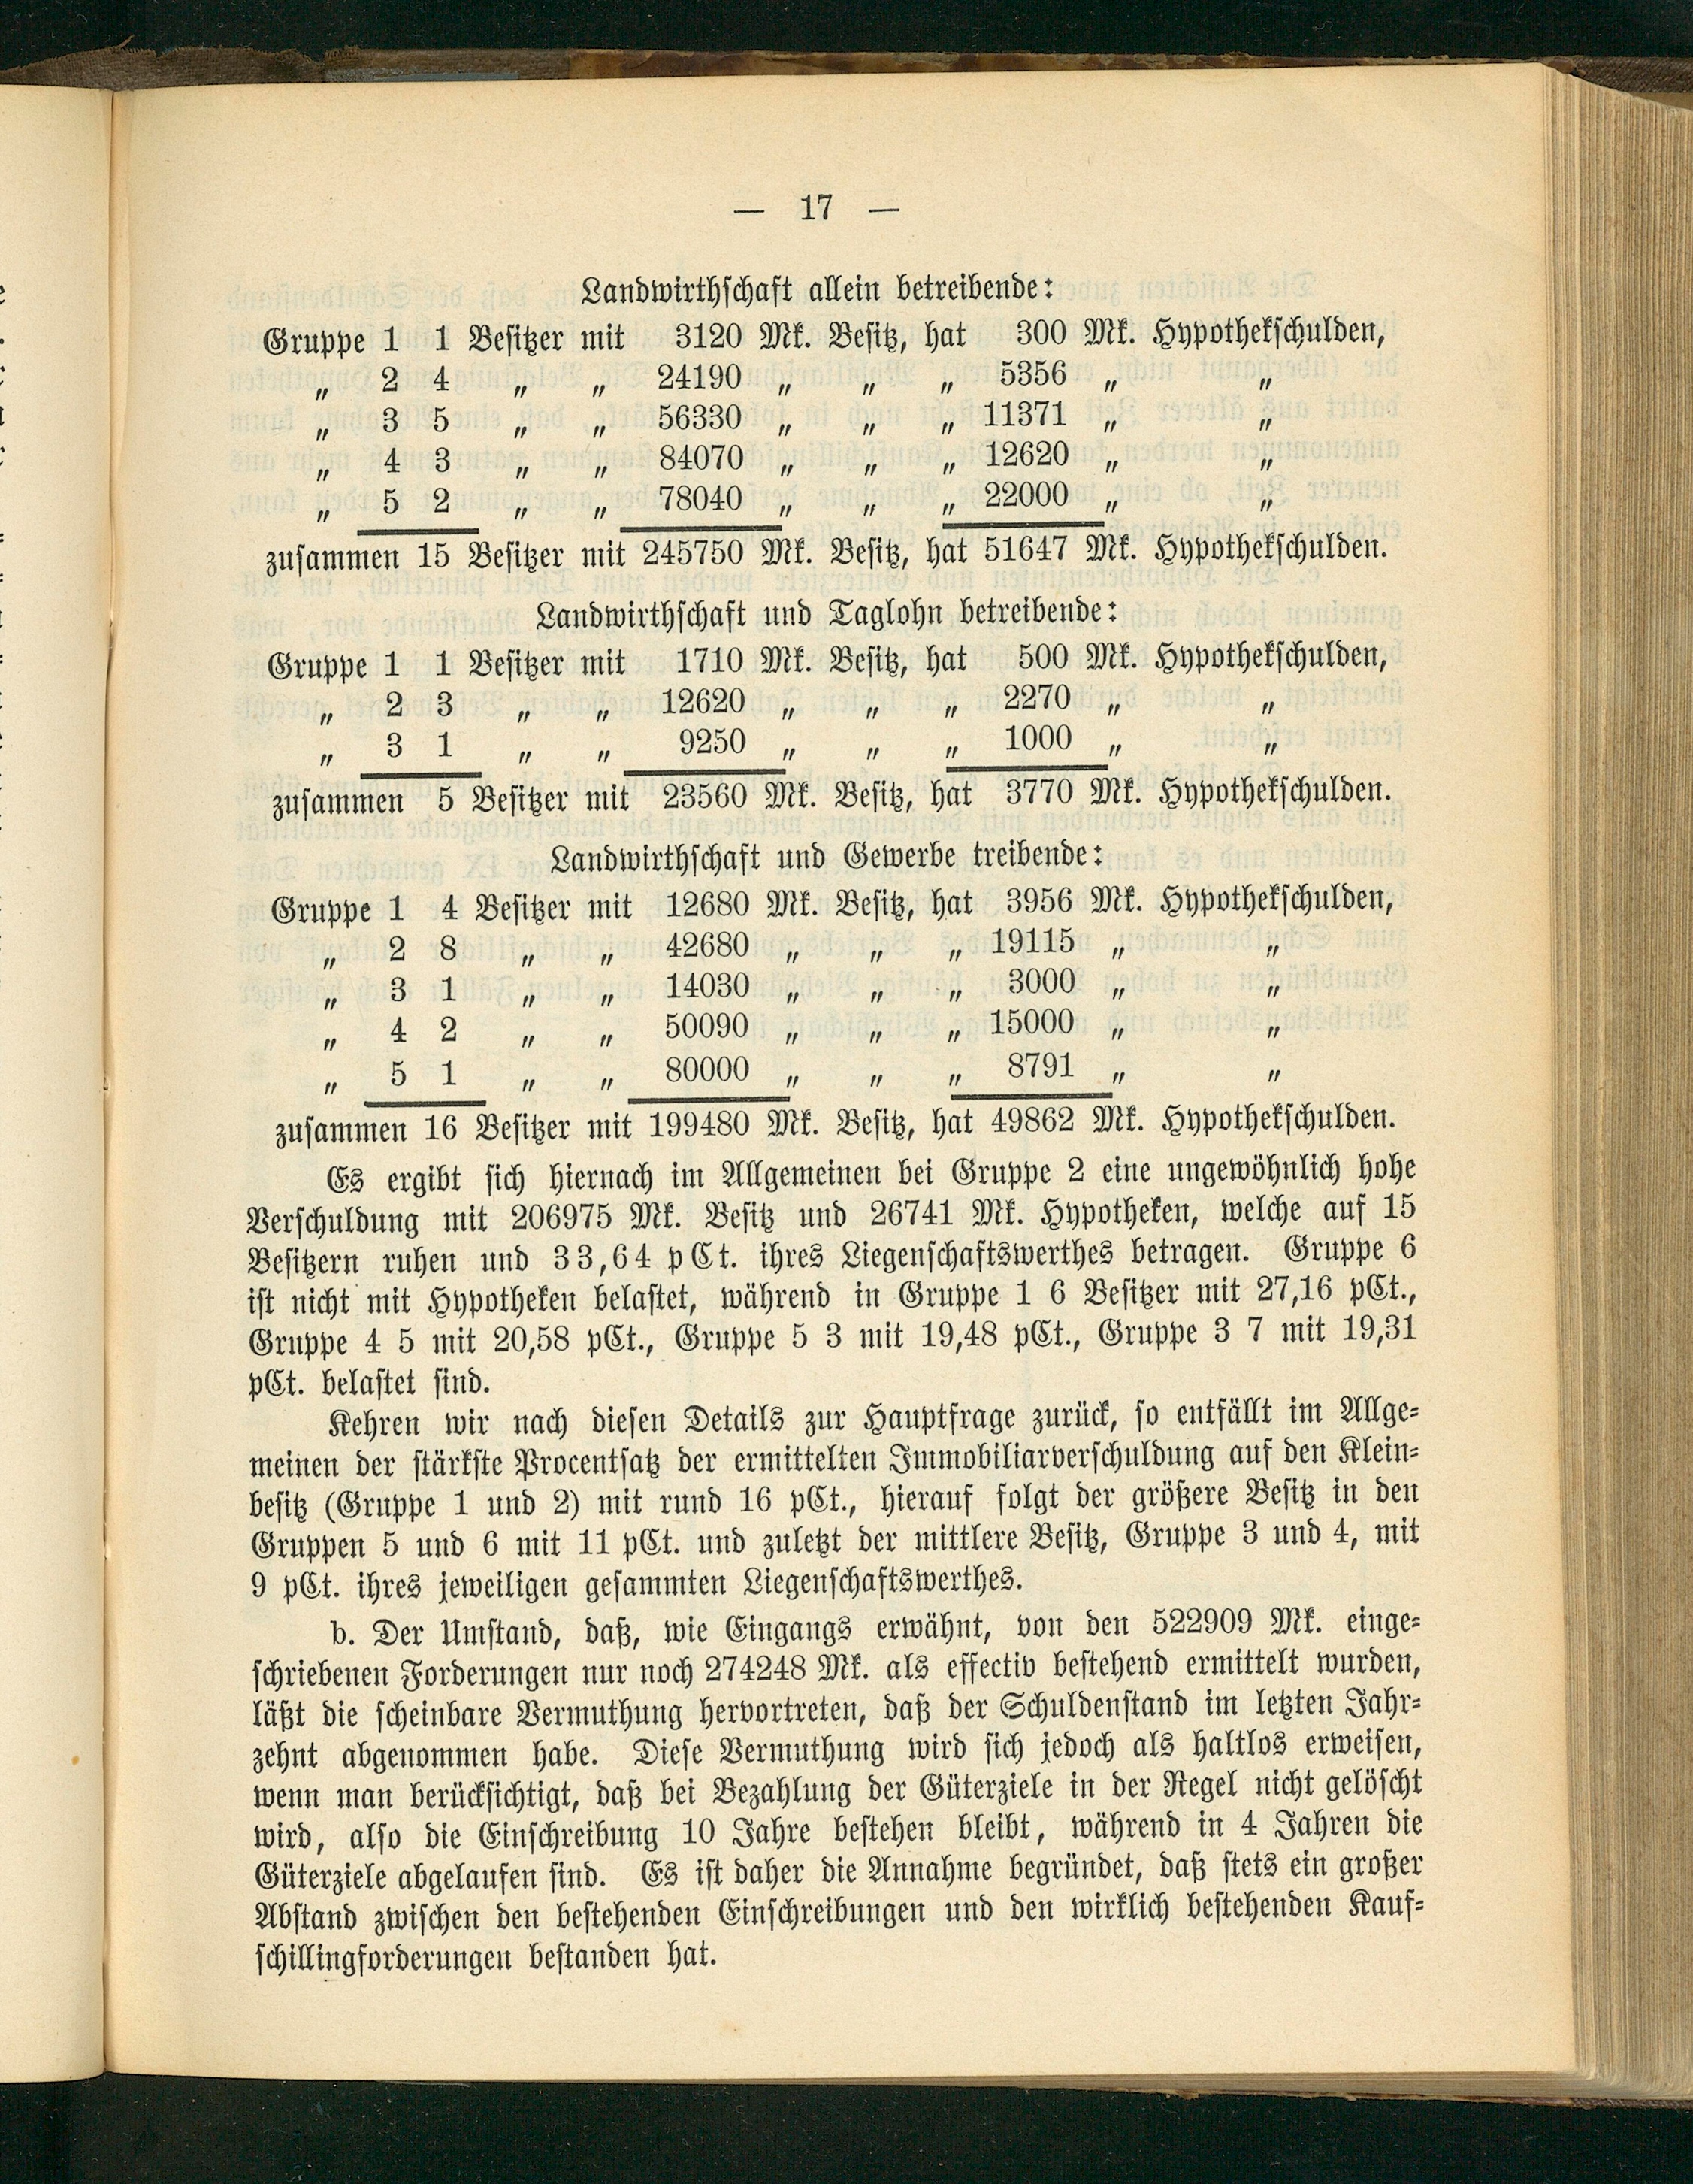 — 17 —
Landwirthschaft allein betreibende:
Gruppe 1 1 Besitzer mit 3120 Mk. Besitz, hat 300 Mk. Hypothekschulden,
„ 2 4 „ „ 24190 „ „ „ 5356 „ „
„ 3 5 „ „ 56330 „ „ „ 11371 „ „
„ 4 3 „ „ 84070 „ „ „ 12620 „ „
„ 5 2 „ „ 78040 „ „ „ 22000 „ „
zusammen 15 Besitzer mit 245750 Mk. Besitz, hat 51647 Mk. Hypothekschulden.
Landwirthschaft und Taglohn betreibende:
Gruppe 1 1 Besitzer mit 1710 Mk. Besitz, hat 500 Mk. Hypothekschulden,
„ 2 3 „ „ 12620 „ „ „ 2270 „ „
„ 3 1 „ „ 9250 „ „ „ 1000 „ „
zusammen 5 Besitzer mit 23560 Mk. Besitz, hat 3770 Mk. Hypothekschulden.
Landwirthschaft und Gewerbe treibende:
Gruppe 1 4 Besitzer mit 12680 Mk. Besitz, hat 3956 Mk. Hypothekschulden,
„ 2 8 „ „ 42680 „ „ „ 19115 „ „
„ 3 1 „ „ 14030 „ „ „ 3000 „ „
„ 4 2 „ „ 50090 „ „ „ 15000 „ „
„ 5 1 „ „ 80000 „ „ „ 8791 „ „
zusammen 16 Besitzer mit 199480 Mk. Besitz, hat 49862 Mk. Hypothekschulden.
Es ergibt sich hiernach im Allgemeinen bei Gruppe 2 eine ungewöhnlich hohe
Verschuldung mit 206975 Mk. Besitz und 26741 Mk. Hypotheken, welche auf 15
Besitzern ruhen und 33,64 pCt. ihres Liegenschaftswerthes betragen. Gruppe 6
ist nicht mit Hypotheken belastet, während in Gruppe 1 6 Besitzer mit 27,16 pCt.,
Gruppe 4 5 mit 20,58 pCt., Gruppe 5 3 mit 19,48 pCt., Gruppe 3 7 mit 19,31
pCt. belastet sind.
Kehren wir nach diesen Details zur Hauptfrage zurück, so entfällt im Allge=
meinen der stärkste Procentsatz der ermittelten Immobiliarverschuldung auf den Klein=
besitz (Gruppe 1 und 2) mit rund 16 pCt., hierauf folgt der größere Besitz in den
Gruppen 5 und 6 mit 11 pCt. und zuletzt der mittlere Besitz, Gruppe 3 und 4, mit
9 pCt. ihres jeweiligen gesammten Liegenschaftswerthes.
b. Der Umstand, daß, wie Eingangs erwähnt, von den 522909 Mk. einge=
schriebenen Forderungen nur noch 274248 Mk. als effectiv bestehend ermittelt wurden,
läßt die scheinbare Vermuthung hervortreten, daß der Schuldenstand im letzten Jahr=
zehnt abgenommen habe. Diese Vermuthung wird sich jedoch als haltlos erweisen,
wenn man berücksichtigt, daß bei Bezahlung der Güterziele in der Regel nicht gelöscht
wird, also die Einschreibung 10 Jahre bestehen bleibt, während in 4 Jahren die
Güterziele abgelaufen sind. Es ist daher die Annahme begründet, daß stets ein großer
Abstand zwischen den bestehenden Einschreibungen und den wirklich bestehenden Kauf=
schillingforderungen bestanden hat.